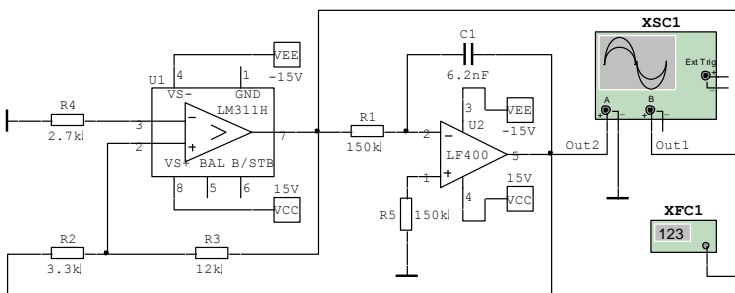 XSC1
Ext Trig
+
−
A
B
+ −
+ −
VEE
-15V
U1
4
1
VS-
GND
LM311H
R4
2.7k
3
−
>
7
2
+
VS+
BAL
B/STB
8
5
6
15V
VCC
R1
150k
C1
6.2nF
3
VEE
U2
-15V
2
−
LF400
5
1
+
4
15V
VCC
R5
150k
R2
3.3k
R3
12k
Out2
Out1
XFC1
123